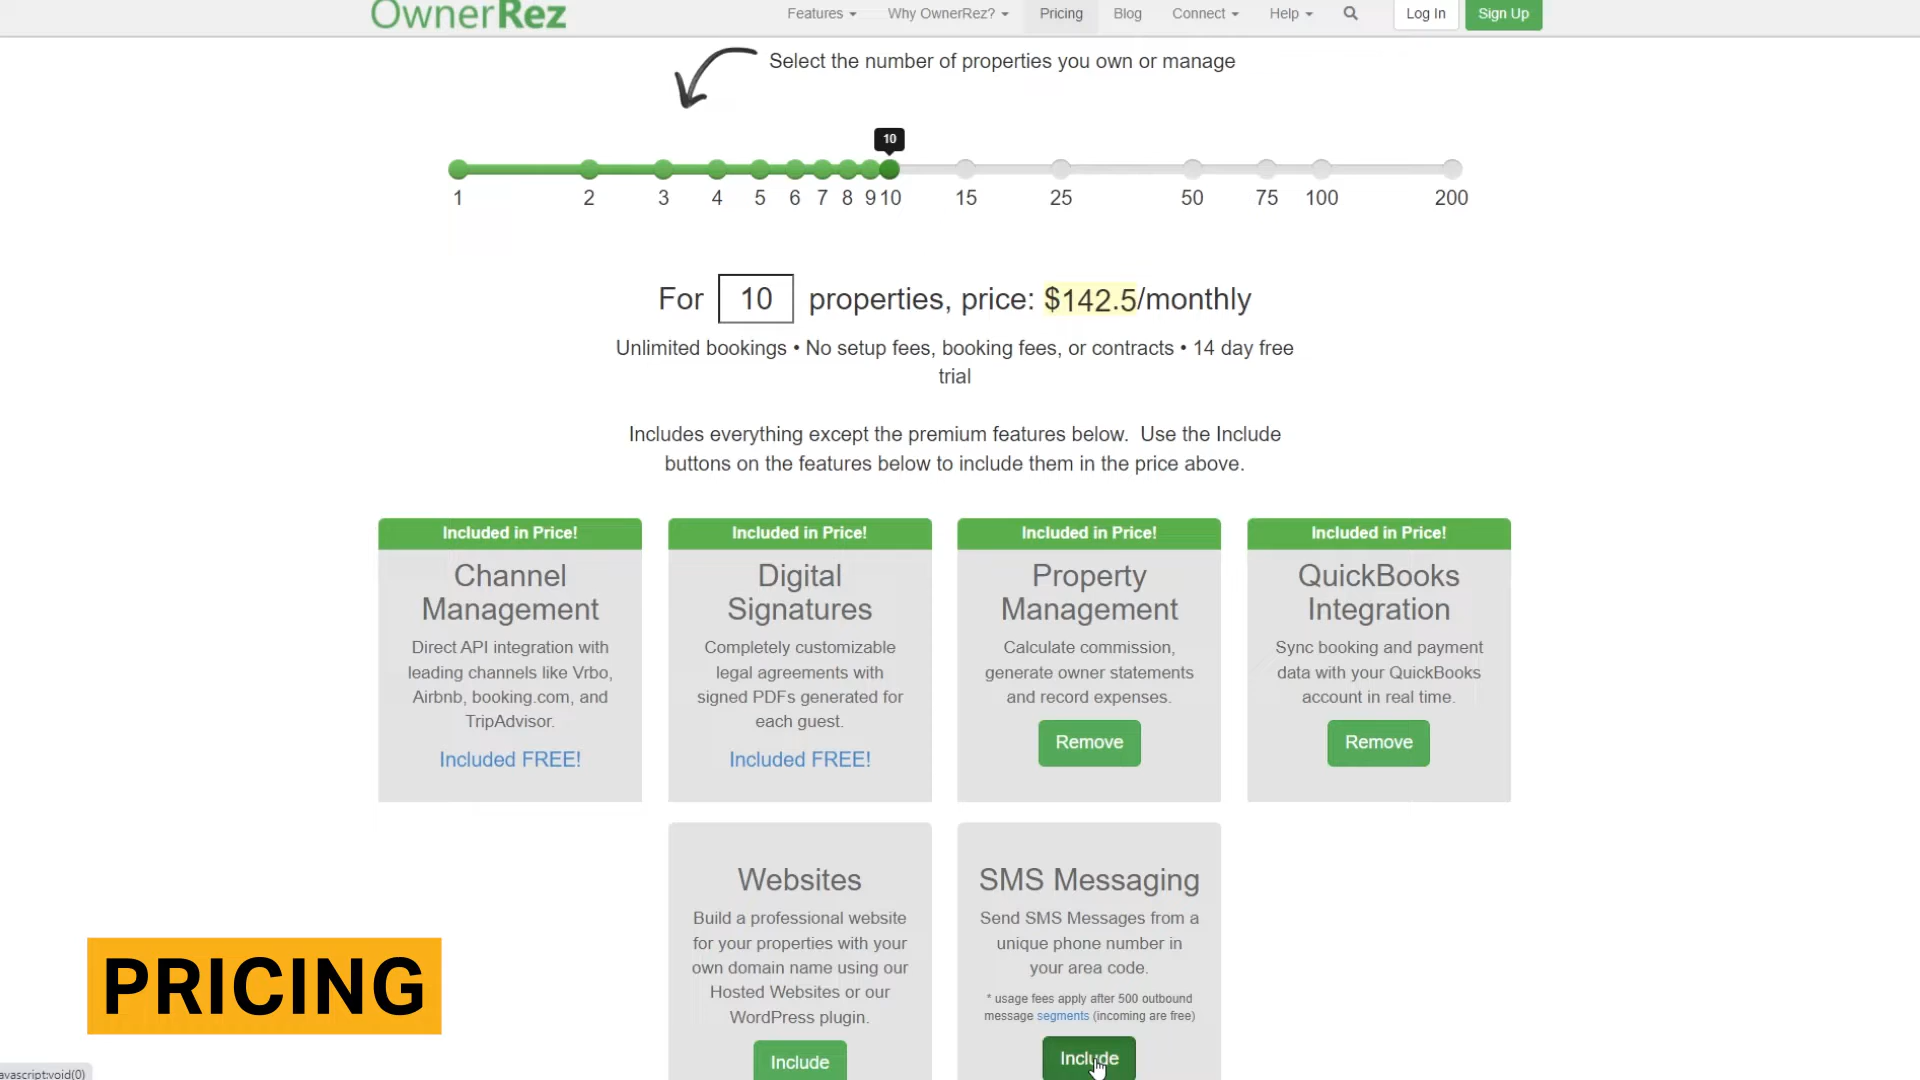 OwnerRez
Features Why OwnerRez? Pricing Blog Connect Help Log In Sign Up
Select the number of properties you own or manage
10
1 2 3 4 5 6 7 8 9 10 15 25 50 75 100 200
For 10 properties, price: $142.5/monthly
Unlimited bookings • No setup fees, booking fees, or contracts • 14 day free
trial
Includes everything except the premium features below. Use the Include
buttons on the features below to include them in the price above.
Included in Price!
Channel
Management
Direct API integration with
leading channels like Vrbo,
Airbnb, booking.com, and
TripAdvisor.
Included FREE!
Included in Price!
Digital
Signatures
Completely customizable
legal agreements with
signed PDFs generated for
each guest.
Included FREE!
Included in Price!
Property
Management
Calculate commission,
generate owner statements
and record expenses.
Remove
Included in Price!
QuickBooks
Integration
Sync booking and payment
data with your QuickBooks
account in real time.
Remove
Websites
Build a professional website
for your properties with your
own domain name using our
Hosted Websites or our
WordPress plugin.
Include
SMS Messaging
Send SMS Messages from a
unique phone number in
your area code.
* usage fees apply after 500 outbound
message segments (incoming are free)
Include
PRICING
avascript:void(0)